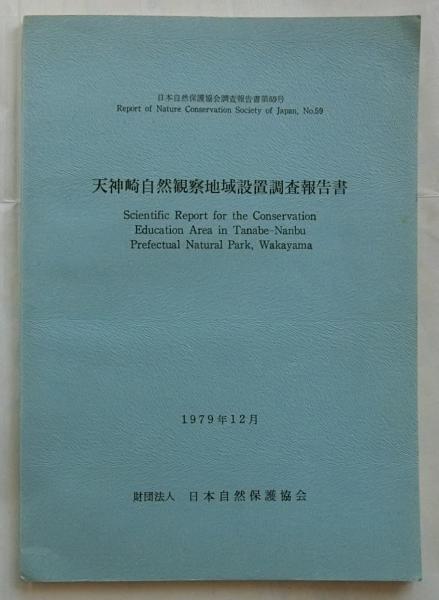 日本自然保護協会調査報告書第59号
Report of Nature Conservation Society of Japan, No.59
天神崎自然観察地域設置調査報告書
Scientific Report for the Conservation
Education Area in Tanabe-Nanbu
Prefectual Natural Park, Wakayama
1979年12月
財団法人 日本自然保護協会